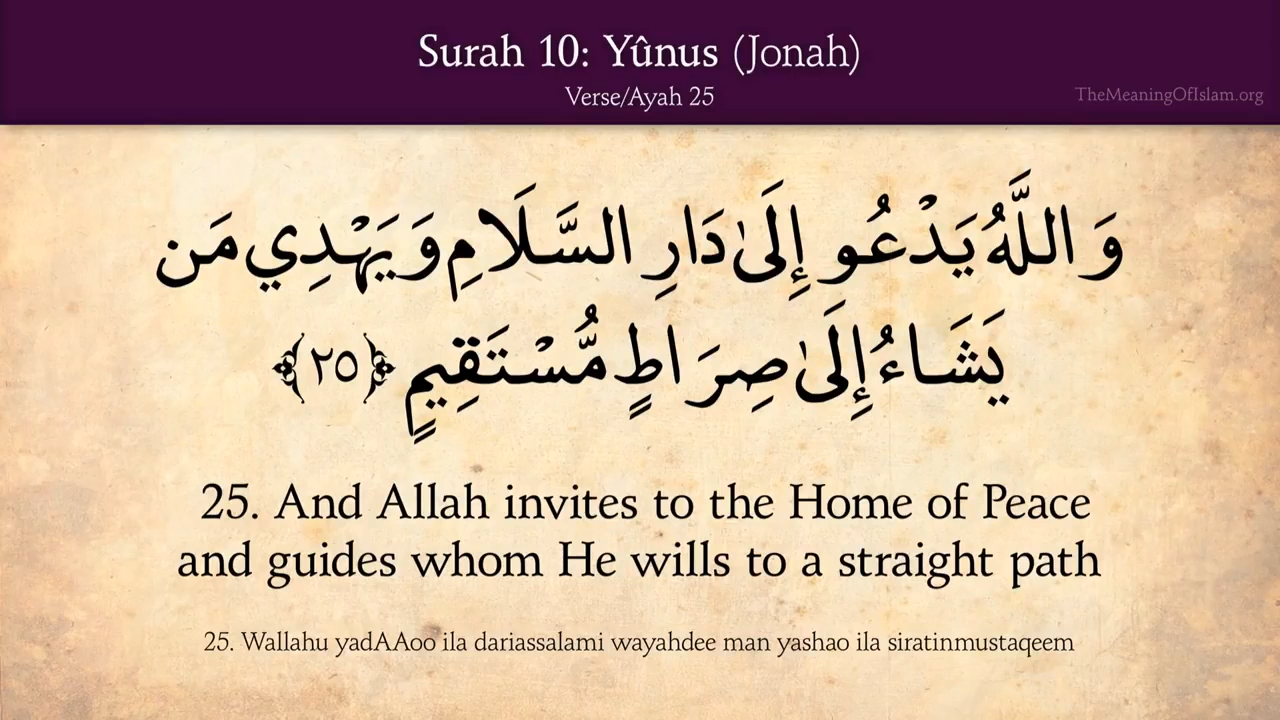 Surah 10: Yûnus (Jonah)
Verse/Ayah 25
TheMeaningOfIslam.org
وَاللَّهُ يَدْعُو إِلَىٰ دَارِ السَّلَامِ وَيَهْدِي مَن
يَشَاءُ إِلَىٰ صِرَاطٍ مُّسْتَقِيمٍ ﴿٢٥﴾
25. And Allah invites to the Home of Peace
and guides whom He wills to a straight path
25. Wallahu yadAAoo ila dariassalami wayahdee man yashao ila siratinmustaqeem